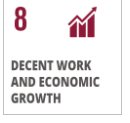 8
DECENT WORK
AND ECONOMIC
GROWTH